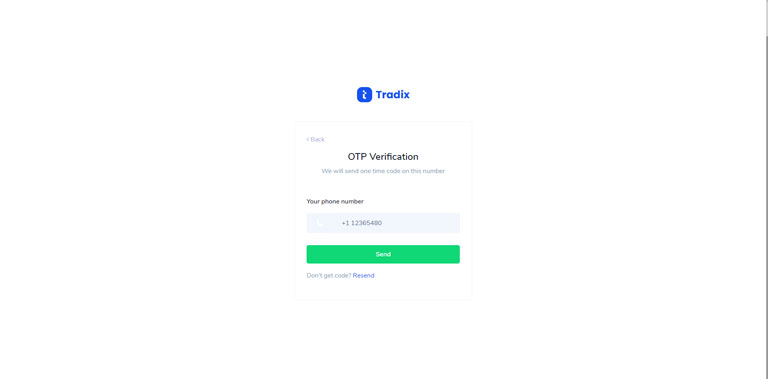 Tradix
Back
OTP Verification
We will send one time code on this number
Your phone number
+1 12365480
Send
Don't get code? Resend